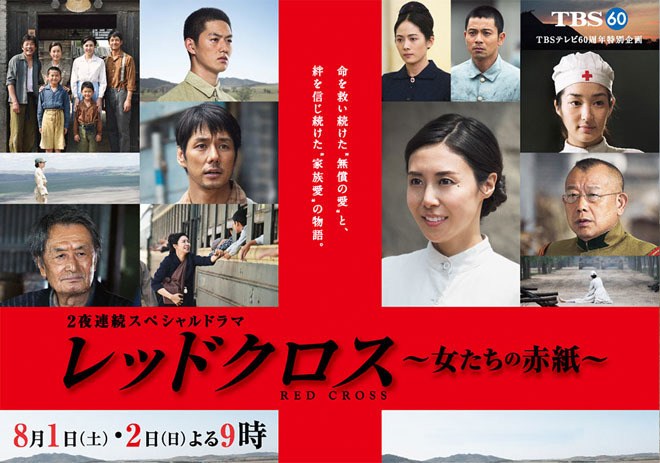 TBS 60
TBSテレビ60周年特別企画
命を救い続けた“無償の愛”と、
絆を信じ続けた“家族愛”の物語。
2夜連続スペシャルドラマ
レッドクロス～女たちの赤紙～
RED CROSS
8月1日(土)・2日(日)よる9時